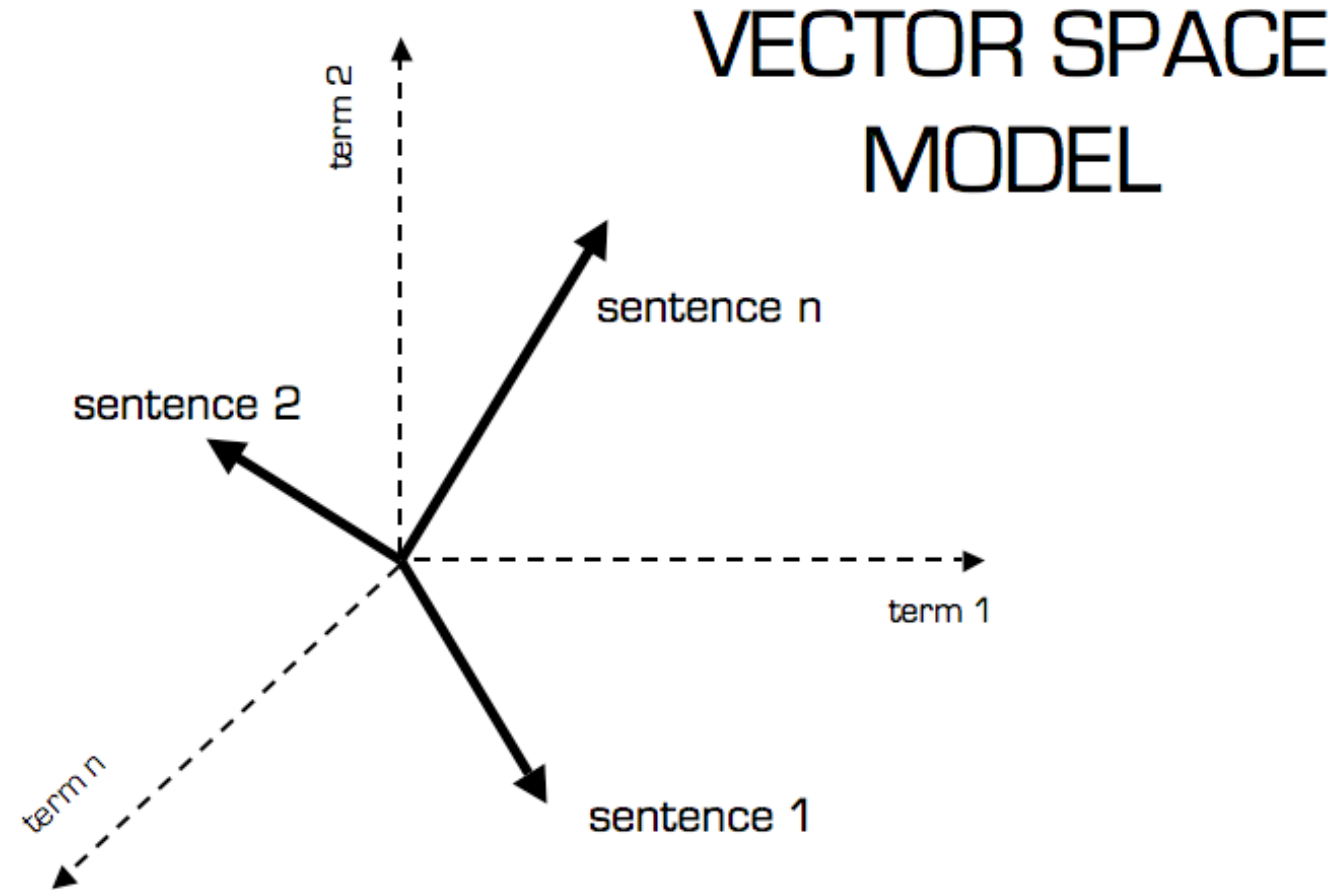 VECTOR SPACE
MODEL
term 2
sentence n
sentence 2
term 1
term n
sentence 1